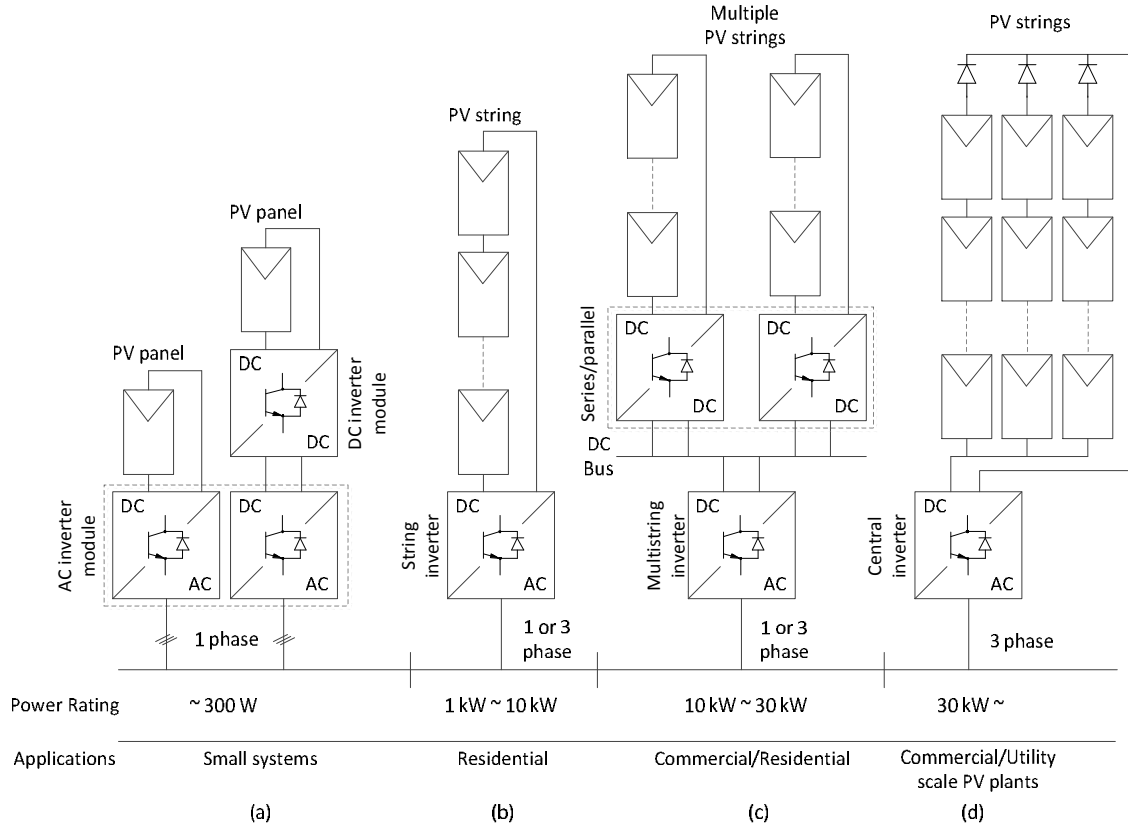 Multiple
PV strings
PV strings
PV string
PV panel
PV panel
DC
DC
DC inverter
module
DC
AC
DC
AC
AC inverter
module
1 phase
DC
AC
String
inverter
1 or 3
phase
Series/parallel
DC
DC
DC
DC
DC
Bus
DC
AC
Multistring
inverter
1 or 3
phase
DC
AC
Central
inverter
3 phase
Power Rating
~ 300 W
1 kW ~ 10 kW
10 kW ~ 30 kW
30 kW ~
Applications
Small systems
Residential
Commercial/Residential
Commercial/Utility
scale PV plants
(a)
(b)
(c)
(d)